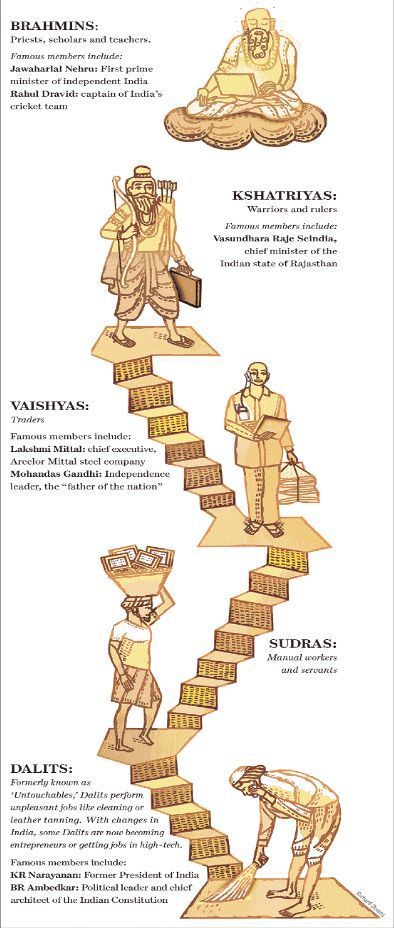 BRAHMINS:
Priests, scholars and teachers.
Famous members include:
Jawaharlal Nehru: First prime
minister of independent India
Rahul Dravid: captain of India's
cricket team
KSHATRIYAS:
Warriors and rulers
Famous members include:
Vasundhara Raje Scindia,
chief minister of the
Indian state of Rajasthan
VAISHYAS:
Traders
Famous members include:
Lakshmi Mittal: chief executive,
Arcelor Mittal steel company
Mohandas Gandhi: Independence
leader, the "father of the nation"
SUDRAS:
Manual workers
and servants
DALITS:
Formerly known as
'Untouchables,' Dalits perform
unpleasant jobs like cleaning or
leather tanning. With changes in
India, some Dalits are now becoming
entrepreneurs or getting jobs in high-tech.
Famous members include:
KR Narayanan: Former President of India
BR Ambedkar: Political leader and chief
architect of the Indian Constitution